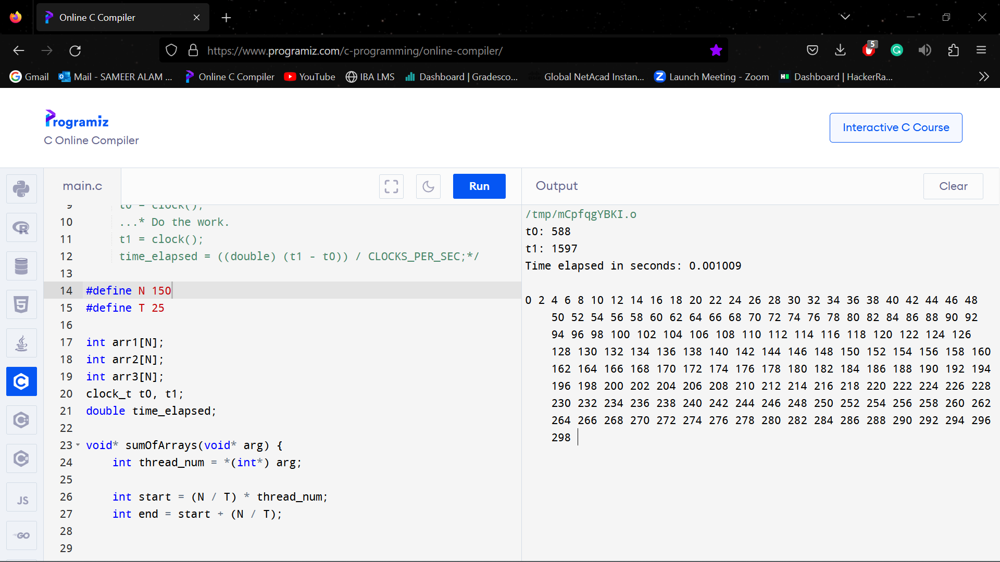 Online C Compiler
https://www.programiz.com/c-programming/online-compiler/
5
Gmail
Mail - SAMEER ALAM ...
Online C Compiler
YouTube
IBA LMS
Dashboard | Gradesco...
Global NetAcad Instan...
Launch Meeting - Zoom
Dashboard | HackerRa...
Programiz
C Online Compiler
Interactive C Course
main.c
Run
Output
Clear
JS
GO
9 t0 = clock();
10 ...* Do the work.
11 t1 = clock();
12 time_elapsed = ((double) (t1 - t0)) / CLOCKS_PER_SEC;*/
13
14 #define N 150
15 #define T 25
16
17 int arr1[N];
18 int arr2[N];
19 int arr3[N];
20 clock_t t0, t1;
21 double time_elapsed;
22
23 void* sumOfArrays(void* arg) {
24 int thread_num = *(int*) arg;
25
26 int start = (N / T) * thread_num;
27 int end = start + (N / T);
28
29
/tmp/mCpfqgYBKI.o
t0: 588
t1: 1597
Time elapsed in seconds: 0.001009
0 2 4 6 8 10 12 14 16 18 20 22 24 26 28 30 32 34 36 38 40 42 44 46 48
50 52 54 56 58 60 62 64 66 68 70 72 74 76 78 80 82 84 86 88 90 92
94 96 98 100 102 104 106 108 110 112 114 116 118 120 122 124 126
128 130 132 134 136 138 140 142 144 146 148 150 152 154 156 158 160
162 164 166 168 170 172 174 176 178 180 182 184 186 188 190 192 194
196 198 200 202 204 206 208 210 212 214 216 218 220 222 224 226 228
230 232 234 236 238 240 242 244 246 248 250 252 254 256 258 260 262
264 266 268 270 272 274 276 278 280 282 284 286 288 290 292 294 296
298